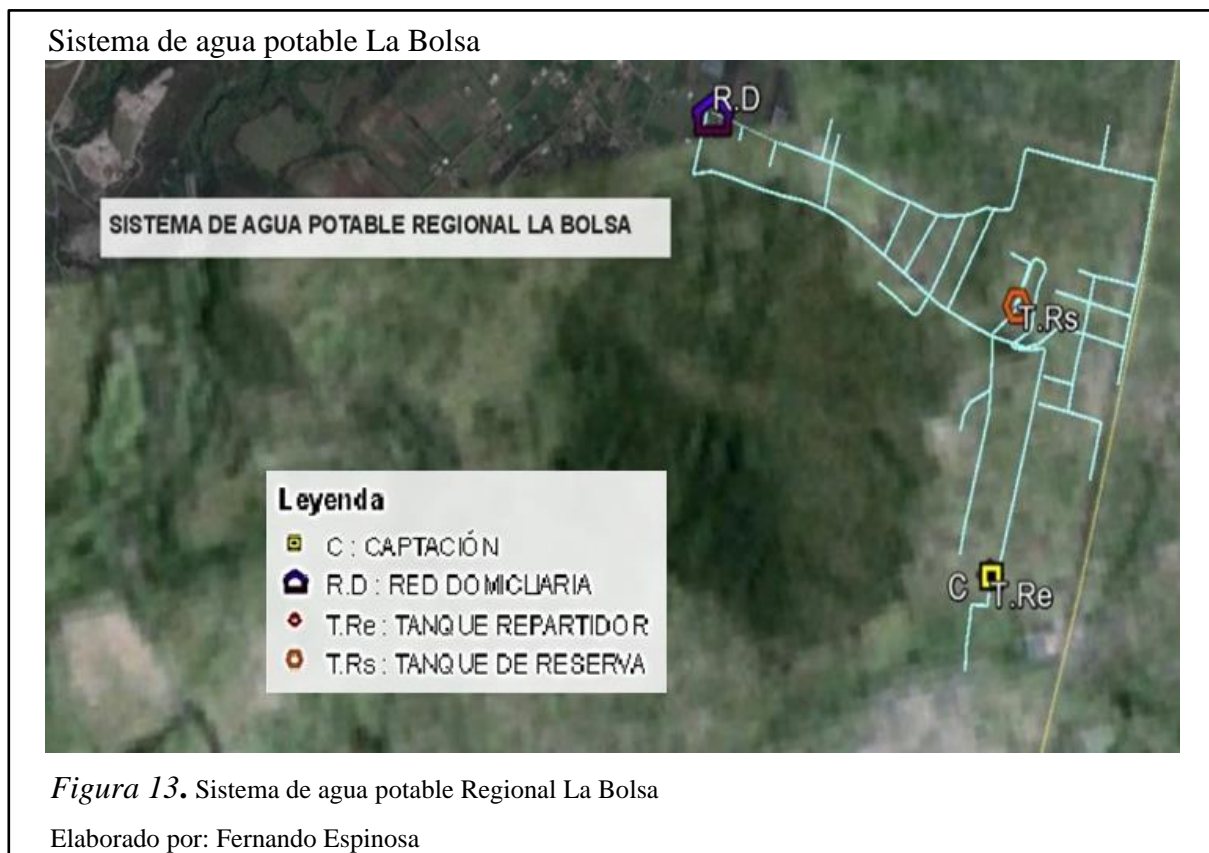 Sistema de agua potable La Bolsa
R.D
SISTEMA DE AGUA POTABLE REGIONAL LA BOLSA
T.Rs
Leyenda
C : CAPTACIÓN
R.D : RED DOMICLIARIA
T.Re : TANQUE REPARTIDOR
T.Rs : TANQUE DE RESERVA
C T.Re
Figura 13. Sistema de agua potable Regional La Bolsa
Elaborado por: Fernando Espinosa